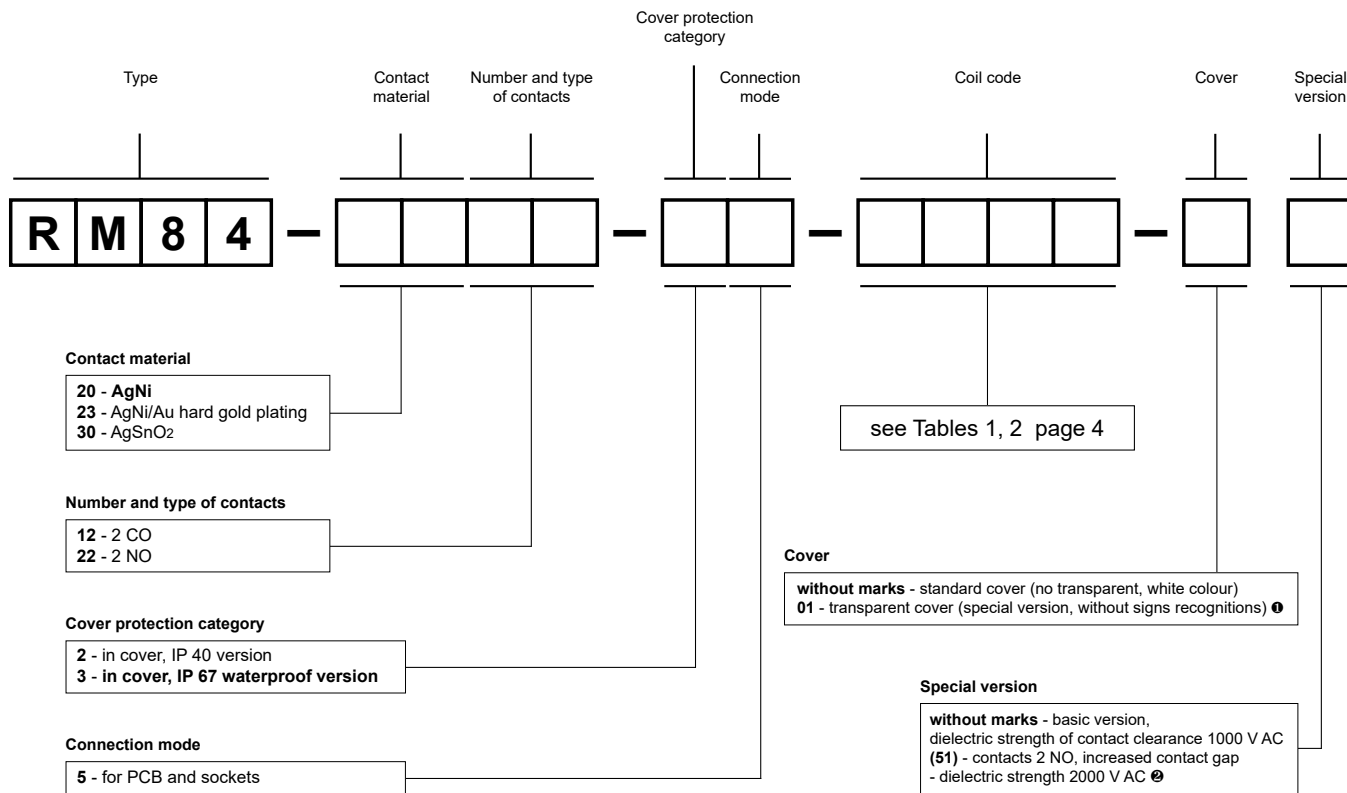 Cover protection
category
Type
Contact
material
Number and type
of contacts
Connection
mode
Coil code
Cover
Special
version
R M 8 4 – – – –
Contact material
20 - AgNi
23 - AgNi/Au hard gold plating
30 - AgSnO2
see Tables 1, 2 page 4
Number and type of contacts
12 - 2 CO
22 - 2 NO
Cover
without marks - standard cover (no transparent, white colour)
01 - transparent cover (special version, without signs recognitions) ❶
Cover protection category
2 - in cover, IP 40 version
3 - in cover, IP 67 waterproof version
Special version
without marks - basic version,
dielectric strength of contact clearance 1000 V AC
(51) - contacts 2 NO, increased contact gap
- dielectric strength 2000 V AC ❷
Connection mode
5 - for PCB and sockets